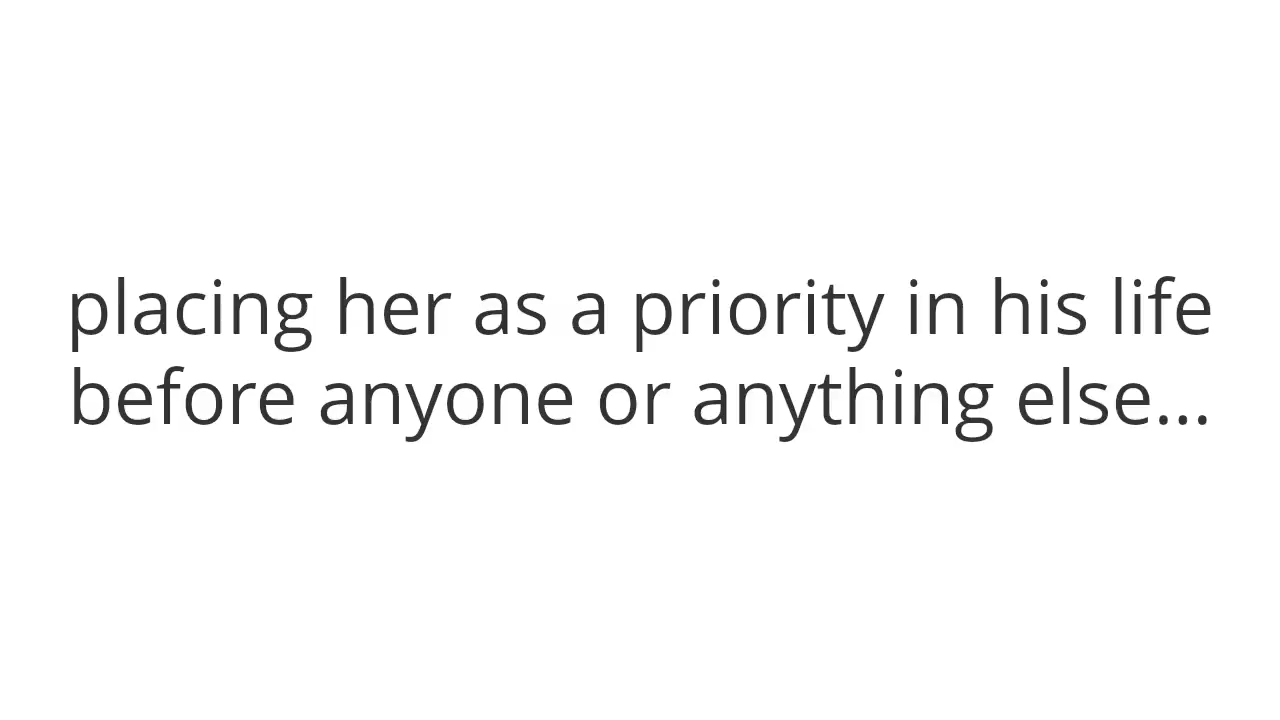 placing her as a priority in his life
before anyone or anything else...